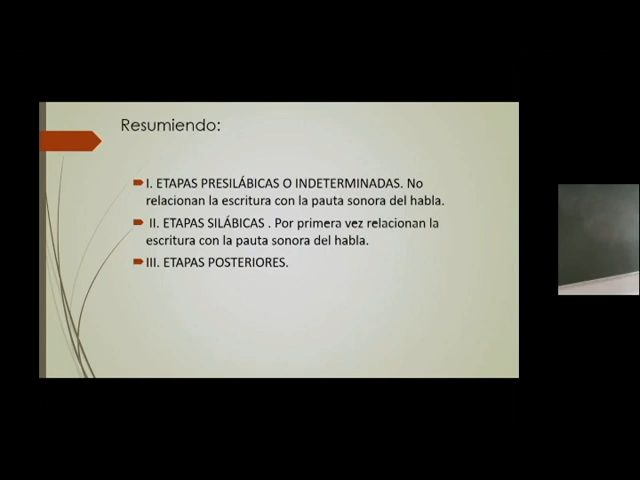 Resumiendo:
I. ETAPAS PRESILÁBICAS O INDETERMINADAS. No
relacionan la escritura con la pauta sonora del habla.
II. ETAPAS SILÁBICAS . Por primera vez relacionan la
escritura con la pauta sonora del habla.
III. ETAPAS POSTERIORES.